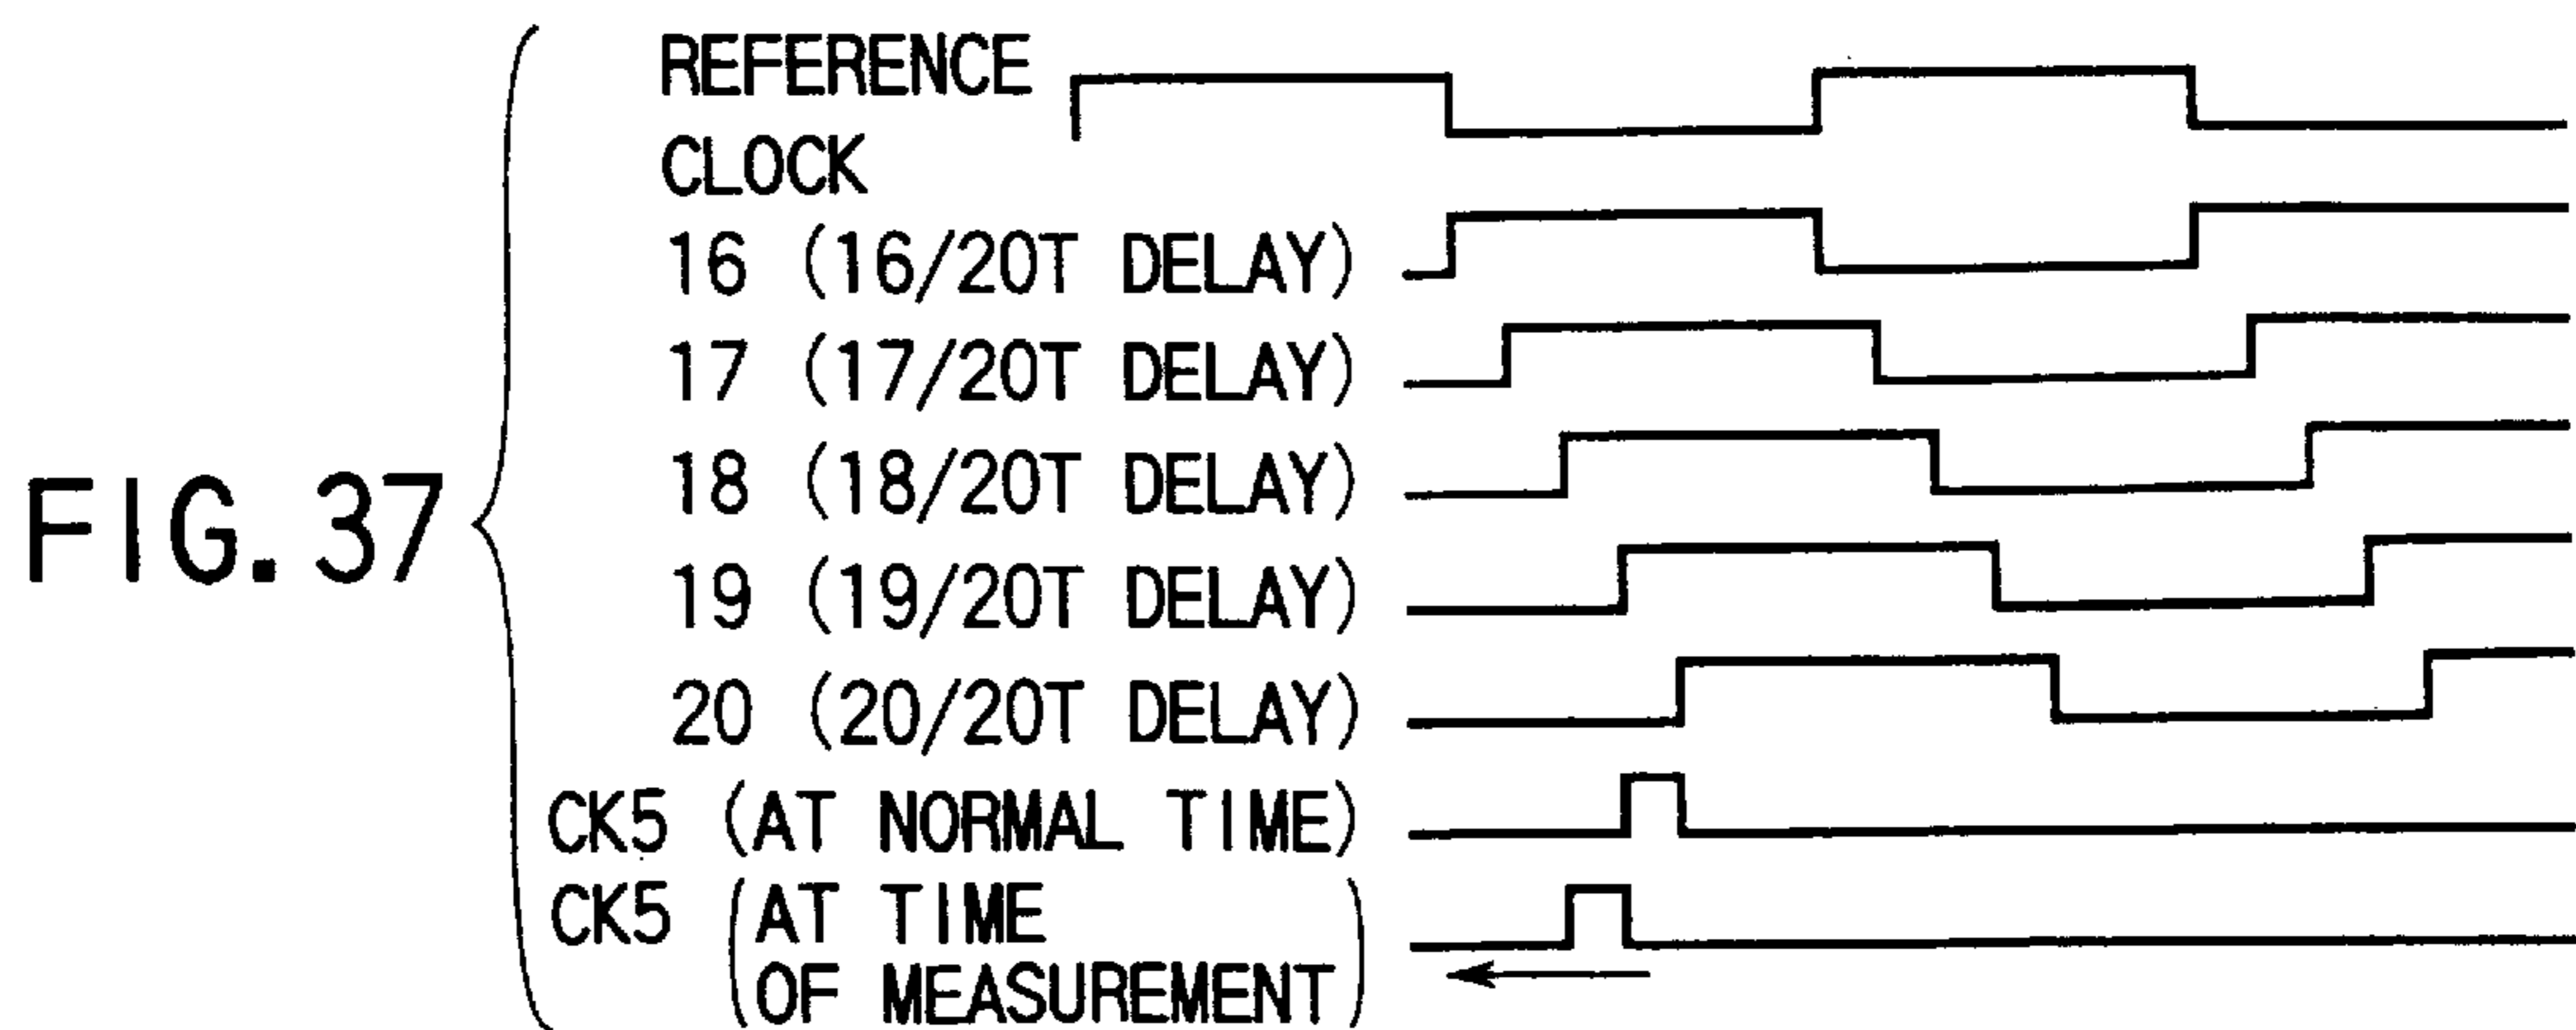 FIG. 37
REFERENCE
CLOCK
16 (16/20T DELAY)
17 (17/20T DELAY)
18 (18/20T DELAY)
19 (19/20T DELAY)
20 (20/20T DELAY)
CK5 (AT NORMAL TIME)
CK5 (AT TIME
OF MEASUREMENT)